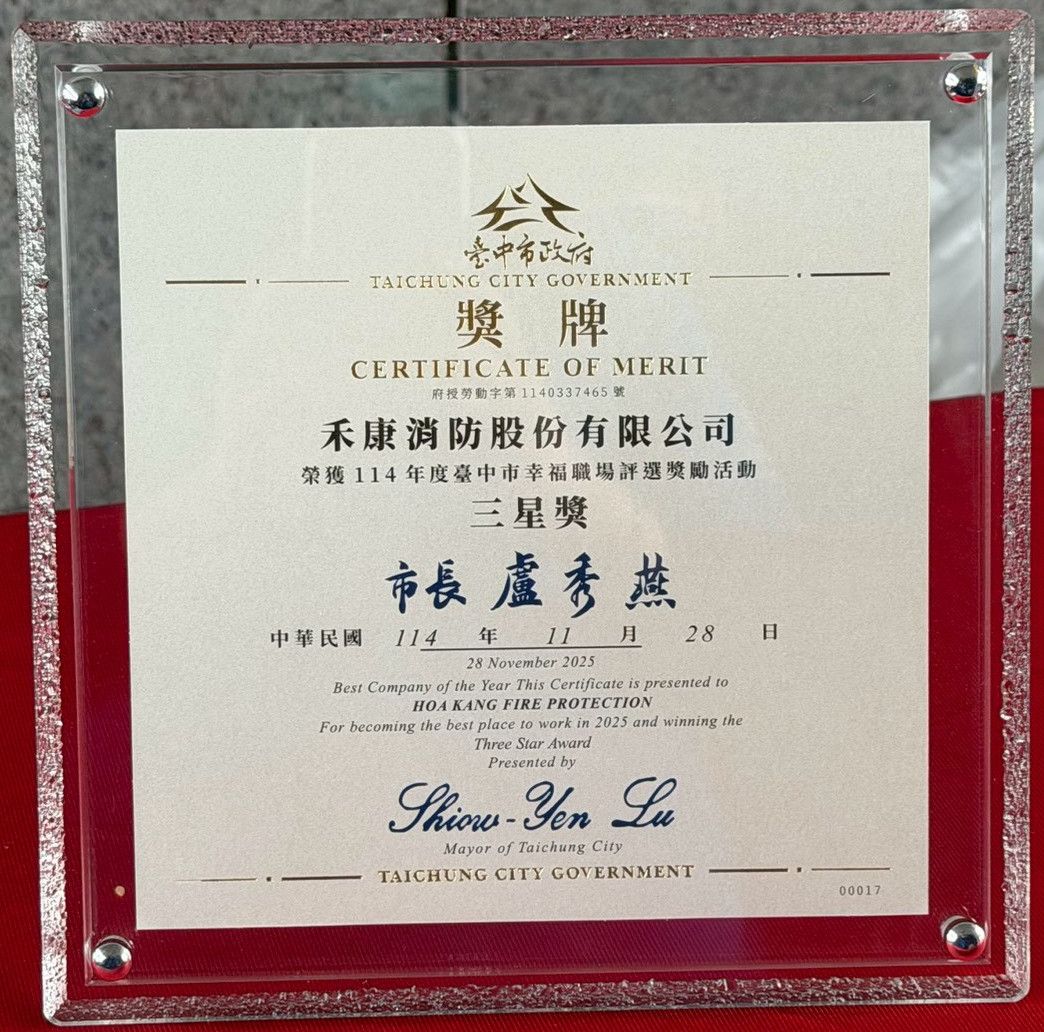 臺中市政府
TAICHUNG CITY GOVERNMENT
獎牌
CERTIFICATE OF MERIT
府授勞動字第1140337465號
禾康消防股份有限公司
榮獲114年度臺中市幸福職場評選獎勵活動
三星獎
市長 盧秀燕
中華民國 114 年 11 月 28 日
28 November 2025
Best Company of the Year This Certificate is presented to
HOA KANG FIRE PROTECTION
For becoming the best place to work in 2025 and winning the
Three Star Award
Presented by
Shiow-Yen Lu
Mayor of Taichung City
TAICHUNG CITY GOVERNMENT
00017